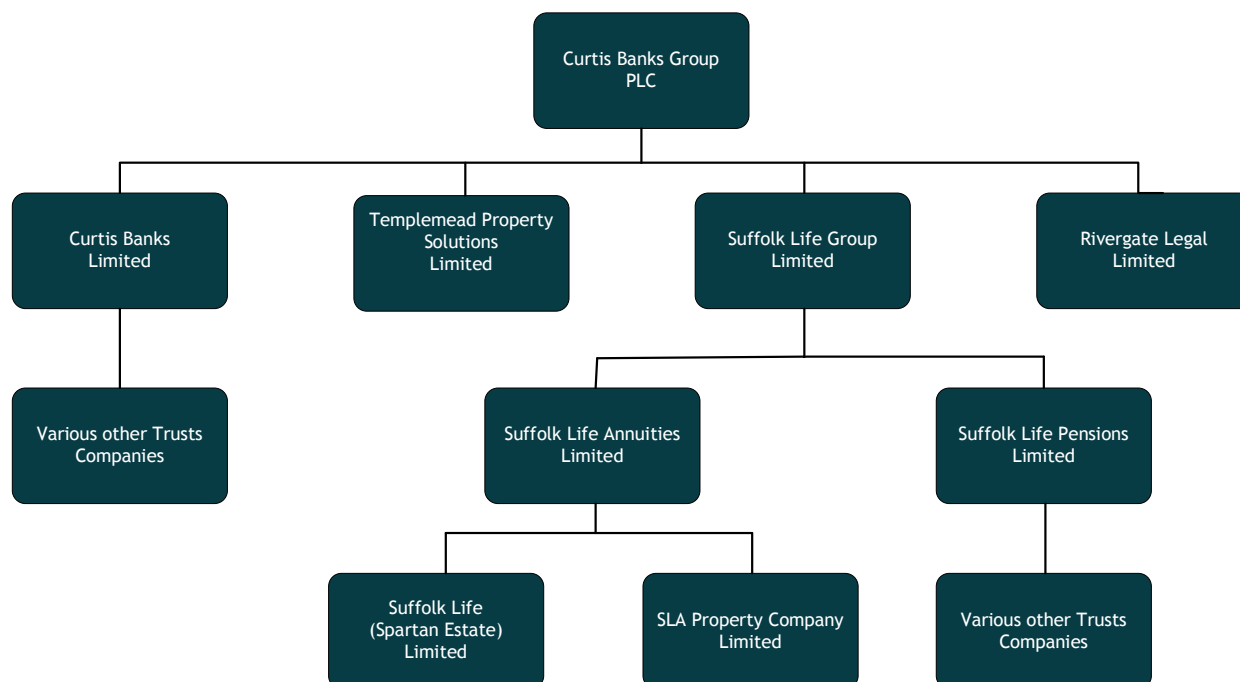 Curtis Banks Group
PLC
Curtis Banks
Limited
Templemead Property
Solutions
Limited
Suffolk Life Group
Limited
Rivergate Legal
Limited
Various other Trusts
Companies
Suffolk Life Annuities
Limited
Suffolk Life Pensions
Limited
Suffolk Life
(Spartan Estate)
Limited
SLA Property Company
Limited
Various other Trusts
Companies